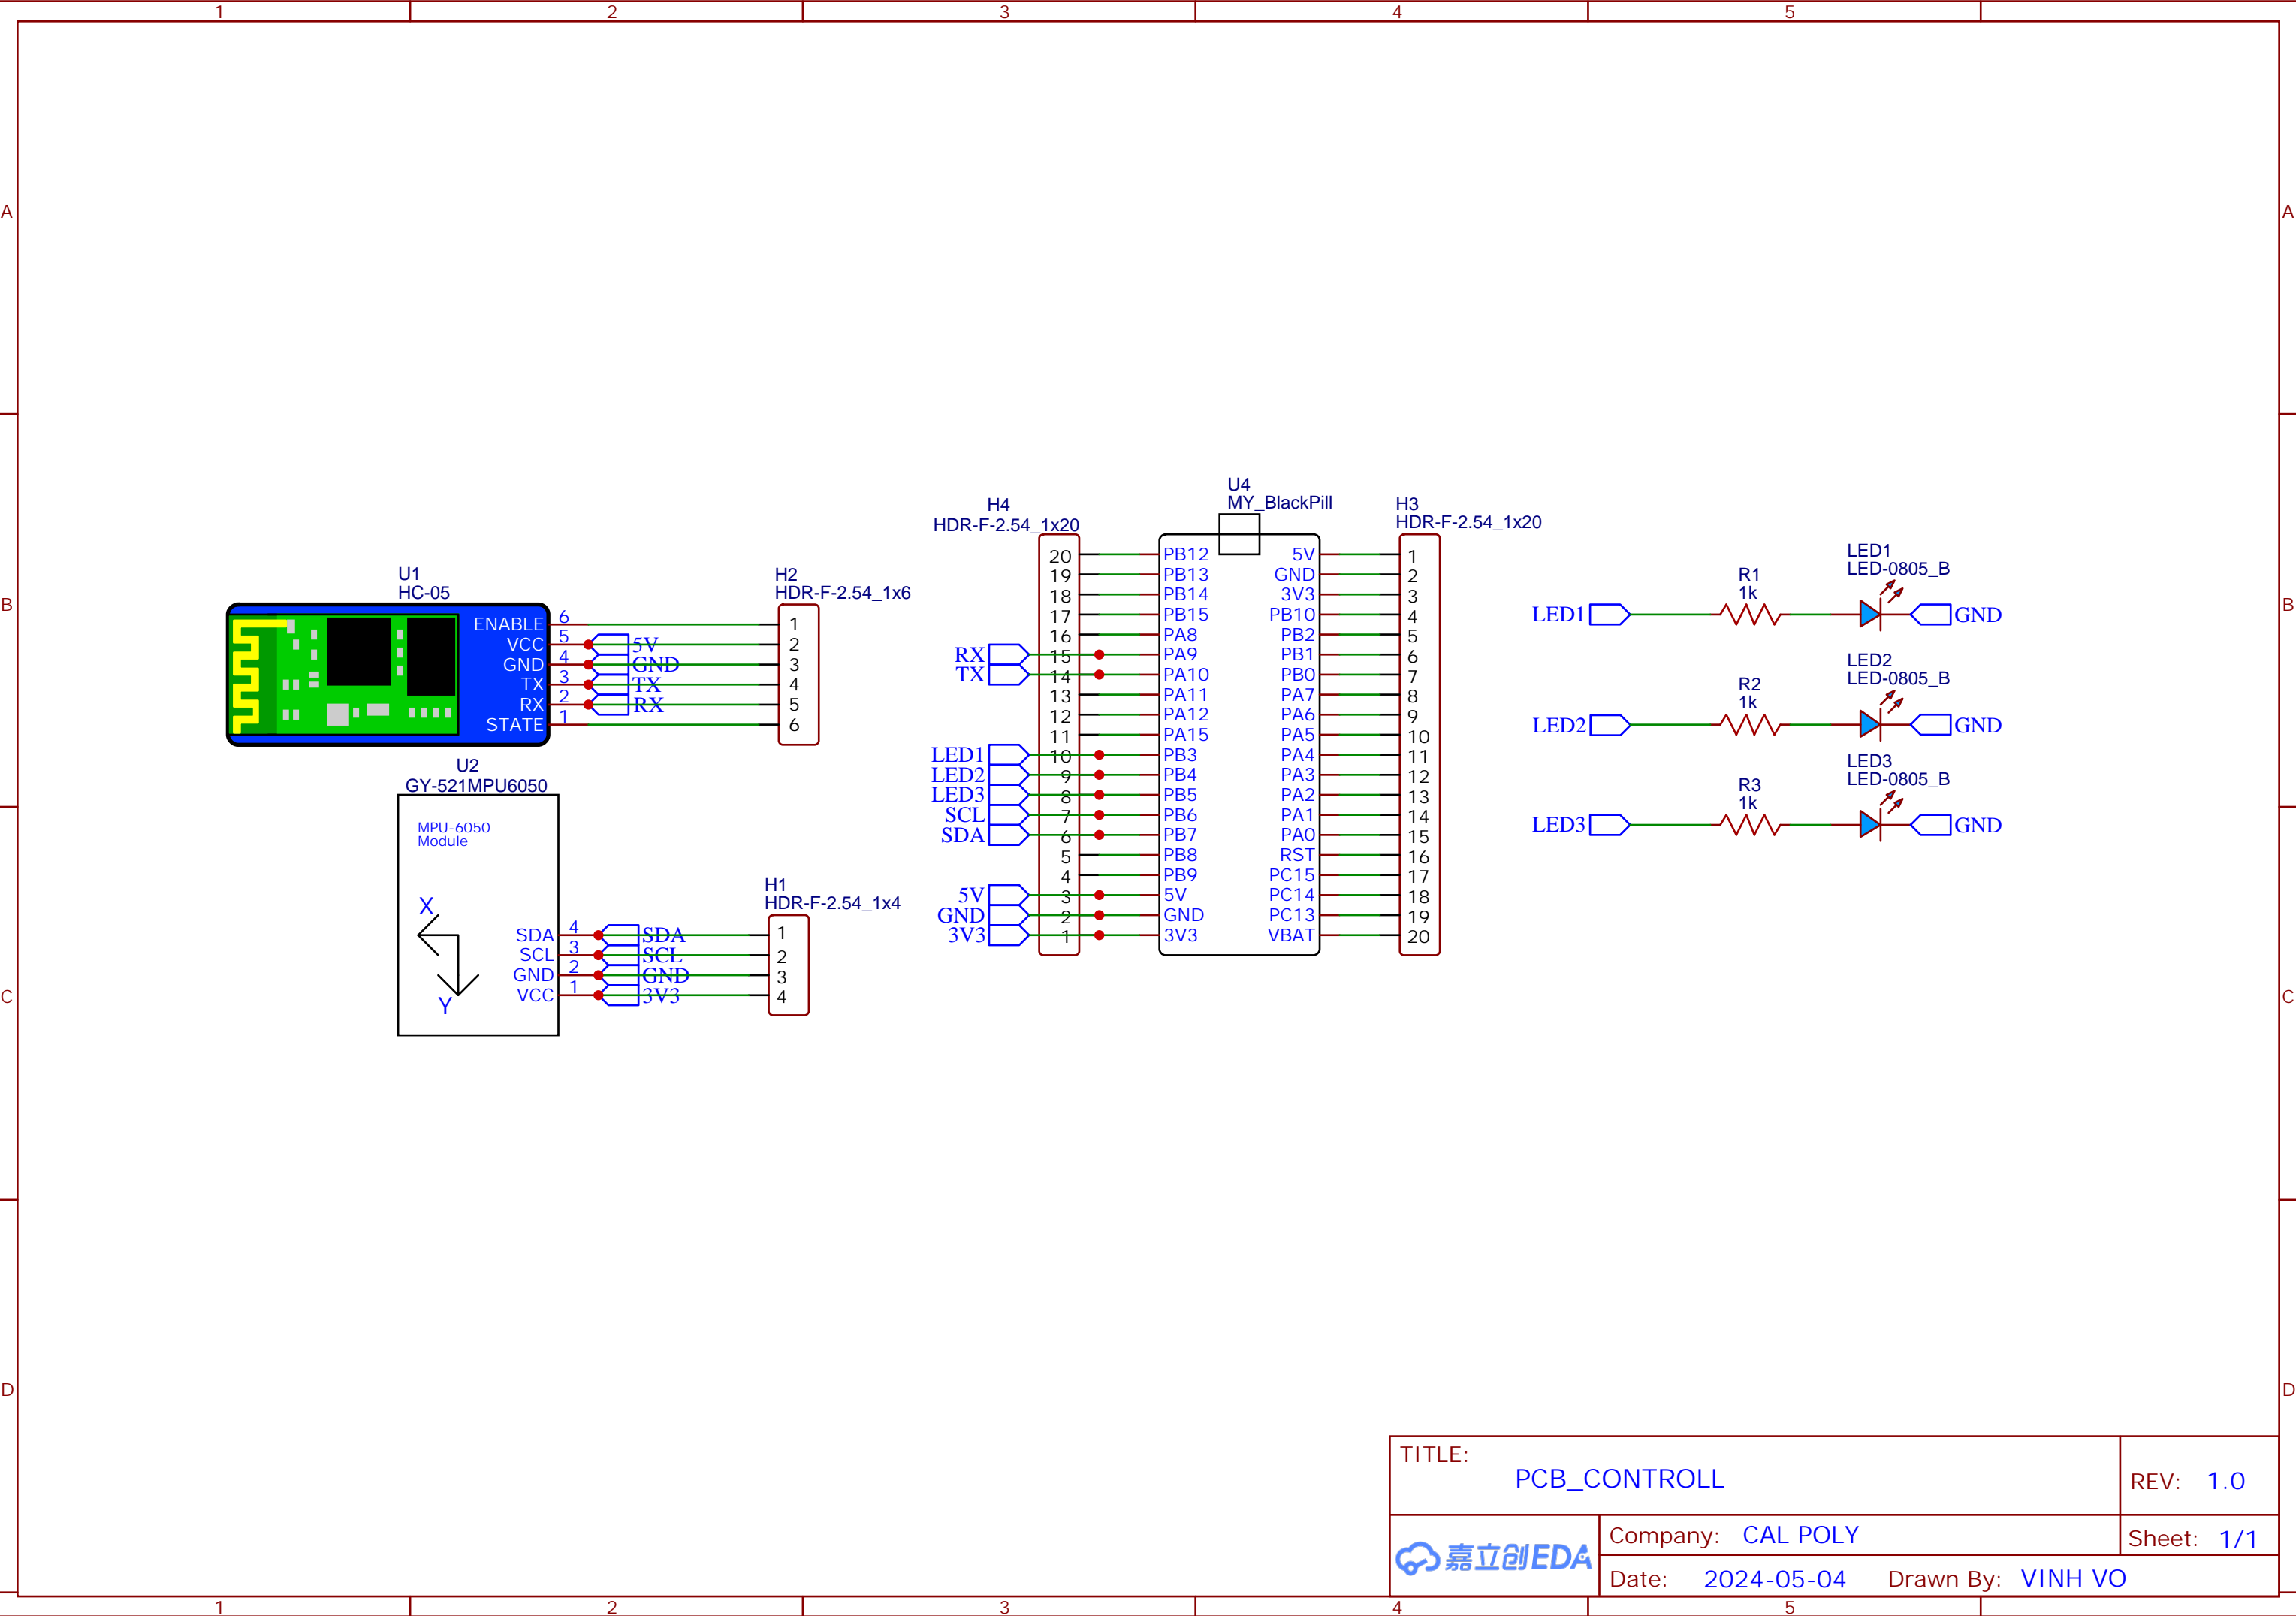 1 2 3 4 5
A A
B B
C C
D D
U1
HC-05
ENABLE 6
VCC 5 5V
GND 4 GND
TX 3 TX
RX 2 RX
STATE 1
H2
HDR-F-2.54_1x6
1
2
3
4
5
6
U2
GY-521MPU6050
MPU-6050
Module
X
Y
SDA 4 SDA
SCL 3 SCL
GND 2 GND
VCC 1 3V3
H1
HDR-F-2.54_1x4
1
2
3
4
H4
HDR-F-2.54_1x20
U4
MY_BlackPill
H3
HDR-F-2.54_1x20
20 PB12 5V 1
19 PB13 GND 2
18 PB14 3V3 3
17 PB15 PB10 4
16 PA8 PB2 5
RX 15 PA9 PB1 6
TX 14 PA10 PB0 7
13 PA11 PA7 8
12 PA12 PA6 9
11 PA15 PA5 10
LED1 10 PB3 PA4 11
LED2 9 PB4 PA3 12
LED3 8 PB5 PA2 13
SCL 7 PB6 PA1 14
SDA 6 PB7 PA0 15
5 PB8 RST 16
4 PB9 PC15 17
5V 3 5V PC14 18
GND 2 GND PC13 19
3V3 1 3V3 VBAT 20
LED1
LED-0805_B
R1
1k
LED1 GND
LED2
LED-0805_B
R2
1k
LED2 GND
LED3
LED-0805_B
R3
1k
LED3 GND
TITLE:
PCB_CONTROLL
REV: 1.0
嘉立创EDA
Company: CAL POLY
Sheet: 1/1
Date: 2024-05-04 Drawn By: VINH VO
1 2 3 4 5